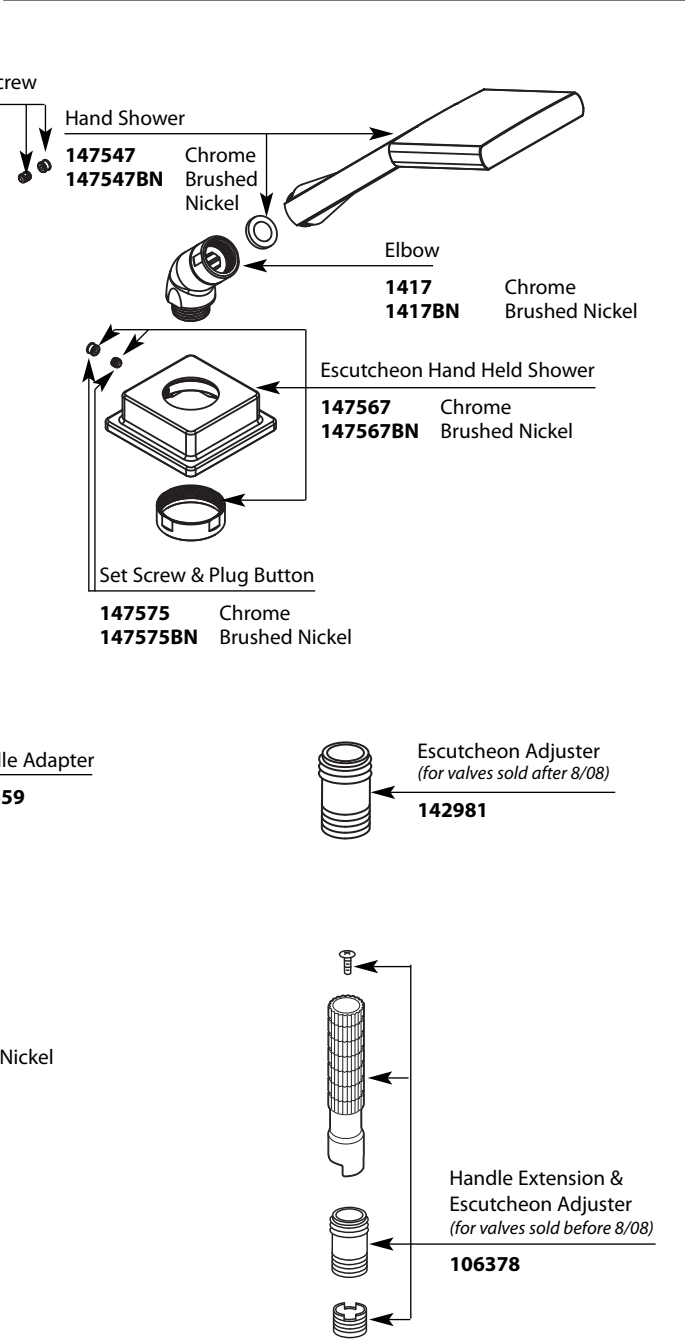 crew
Hand Shower
147547 Chrome
147547BN Brushed
Nickel
Elbow
1417 Chrome
1417BN Brushed Nickel
Escutcheon Hand Held Shower
147567 Chrome
147567BN Brushed Nickel
Set Screw & Plug Button
147575 Chrome
147575BN Brushed Nickel
le Adapter
59
Escutcheon Adjuster
(for valves sold after 8/08)
142981
Nickel
Handle Extension &
Escutcheon Adjuster
(for valves sold before 8/08)
106378